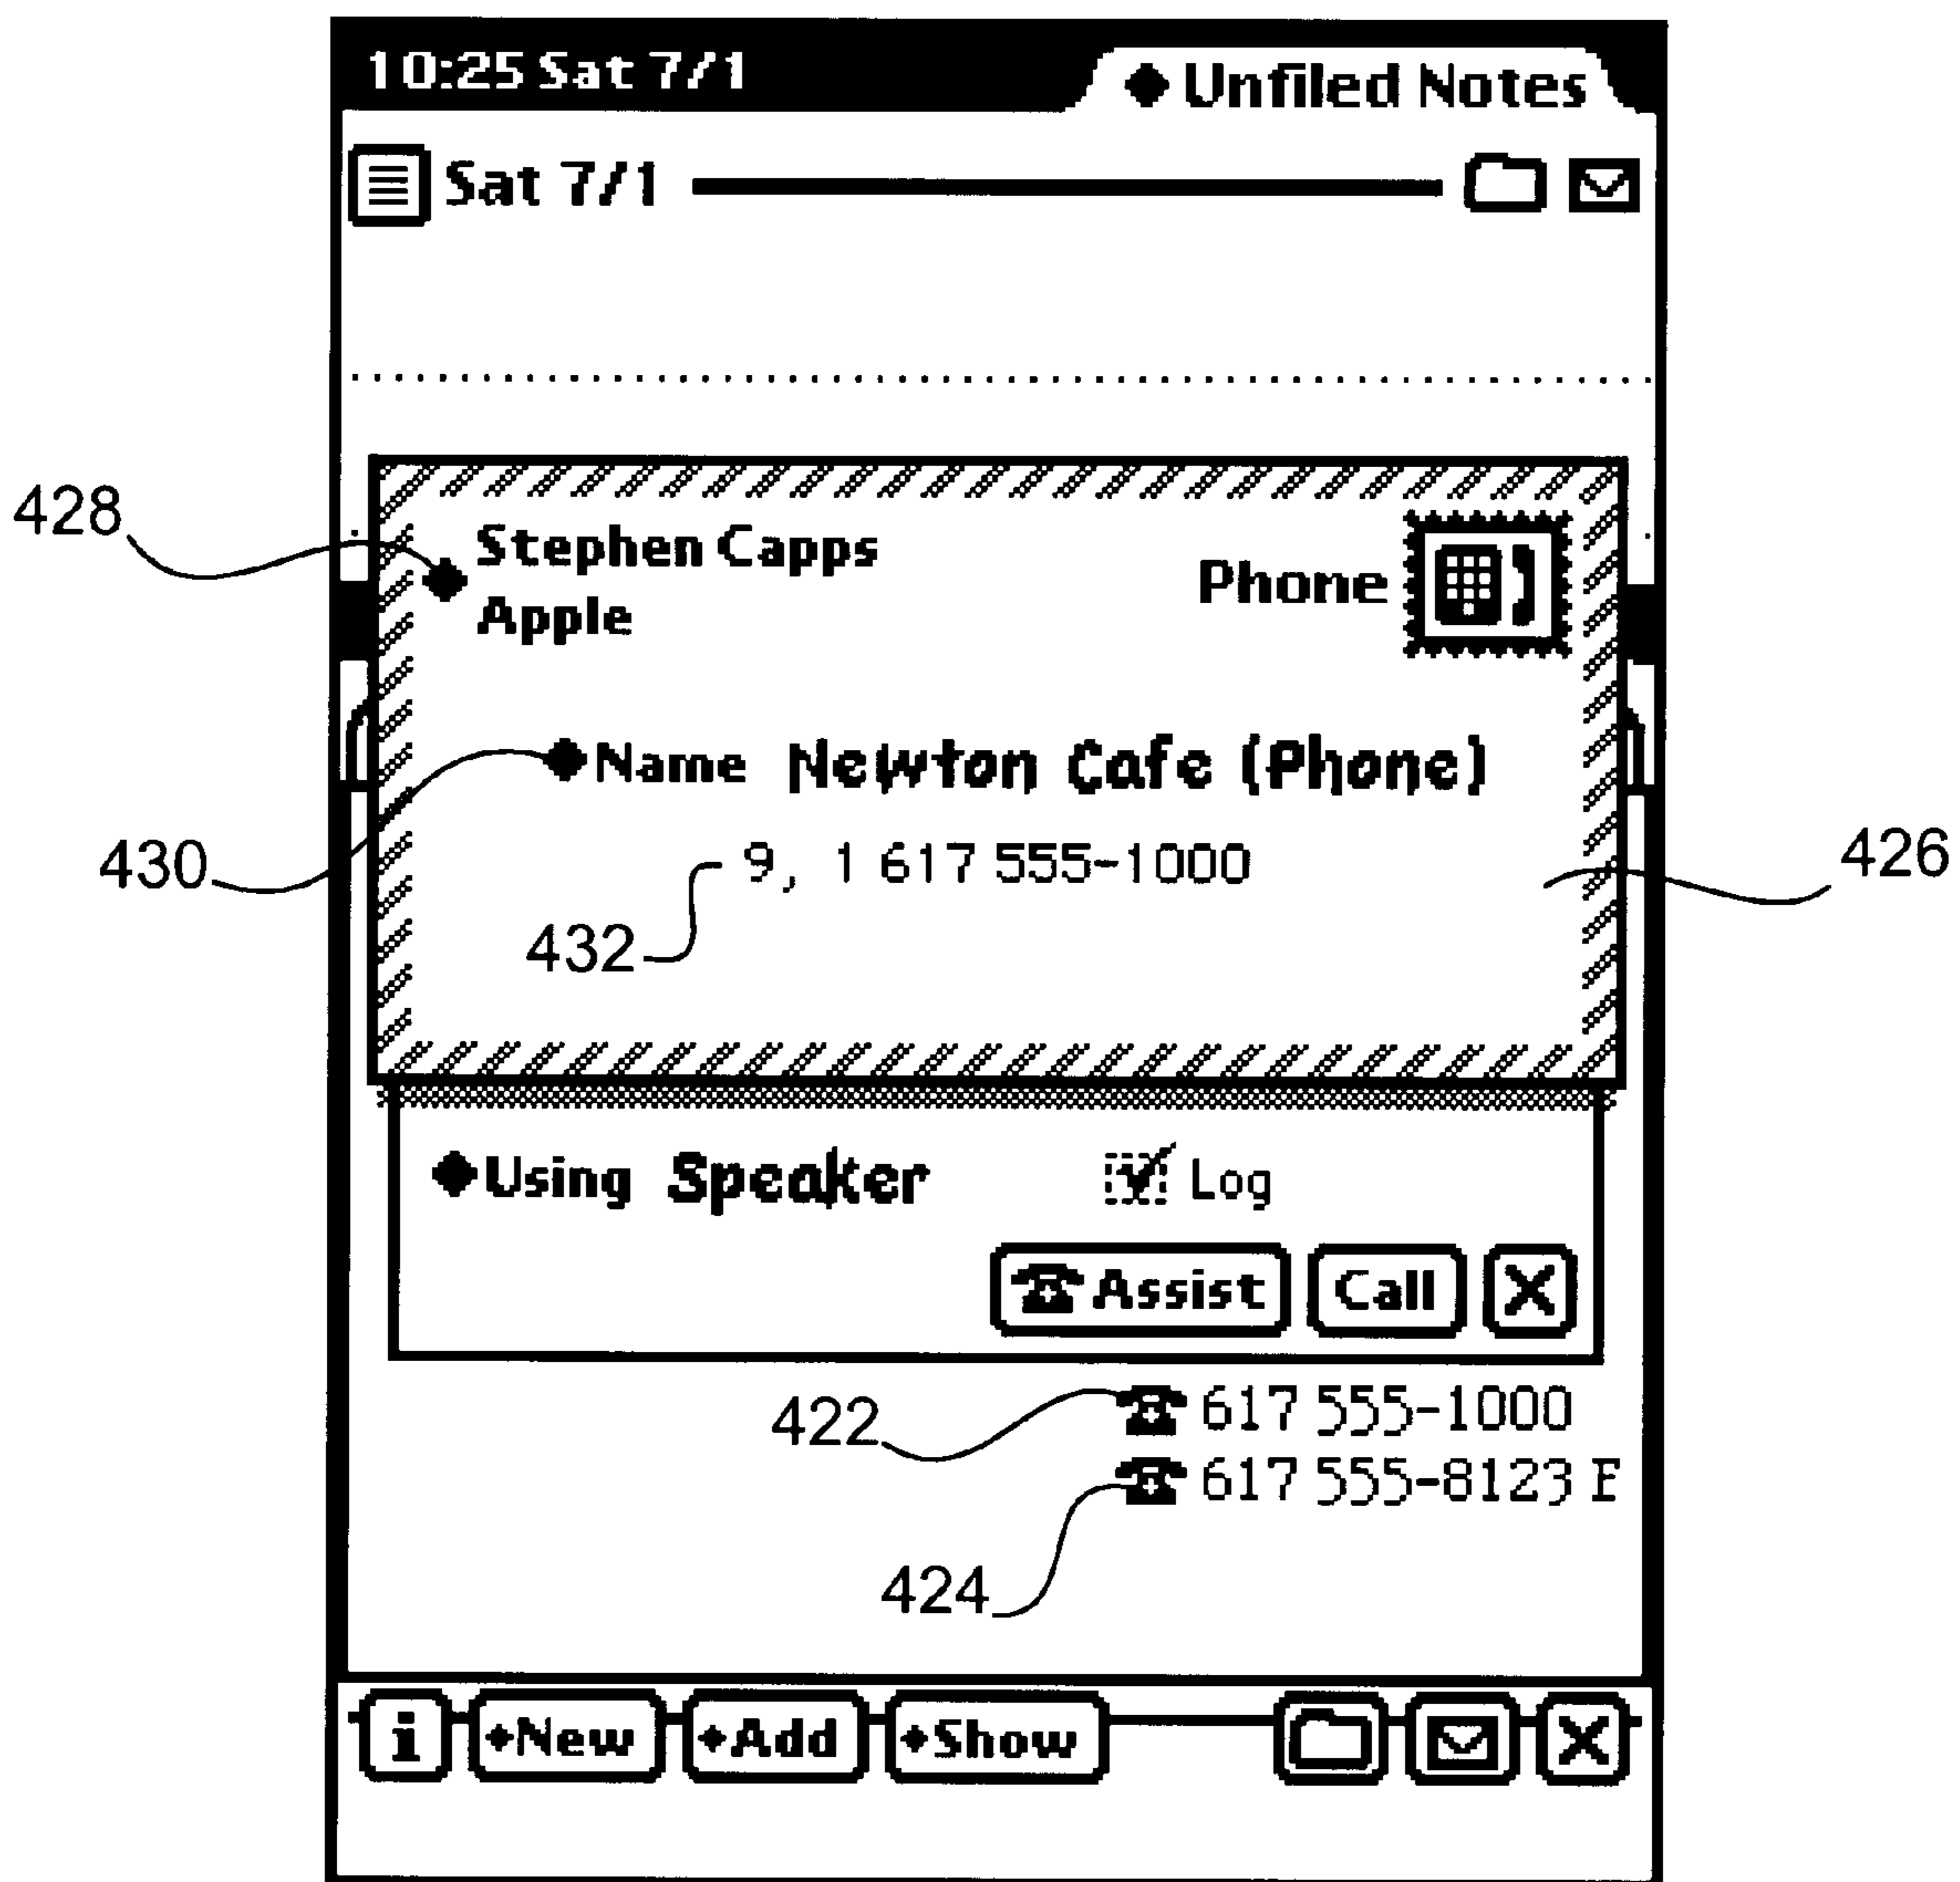 10:25 Sat 7/1
Unfiled Notes
Sat 7/1
428
Stephen Capps
Apple
Phone
Name Newton Cafe (Phone)
430
9, 1 617 555-1000
426
432
Using Speaker
Log
Assist
Call
422
617 555-1000
617 555-8123 F
424
i
New
Add
Show